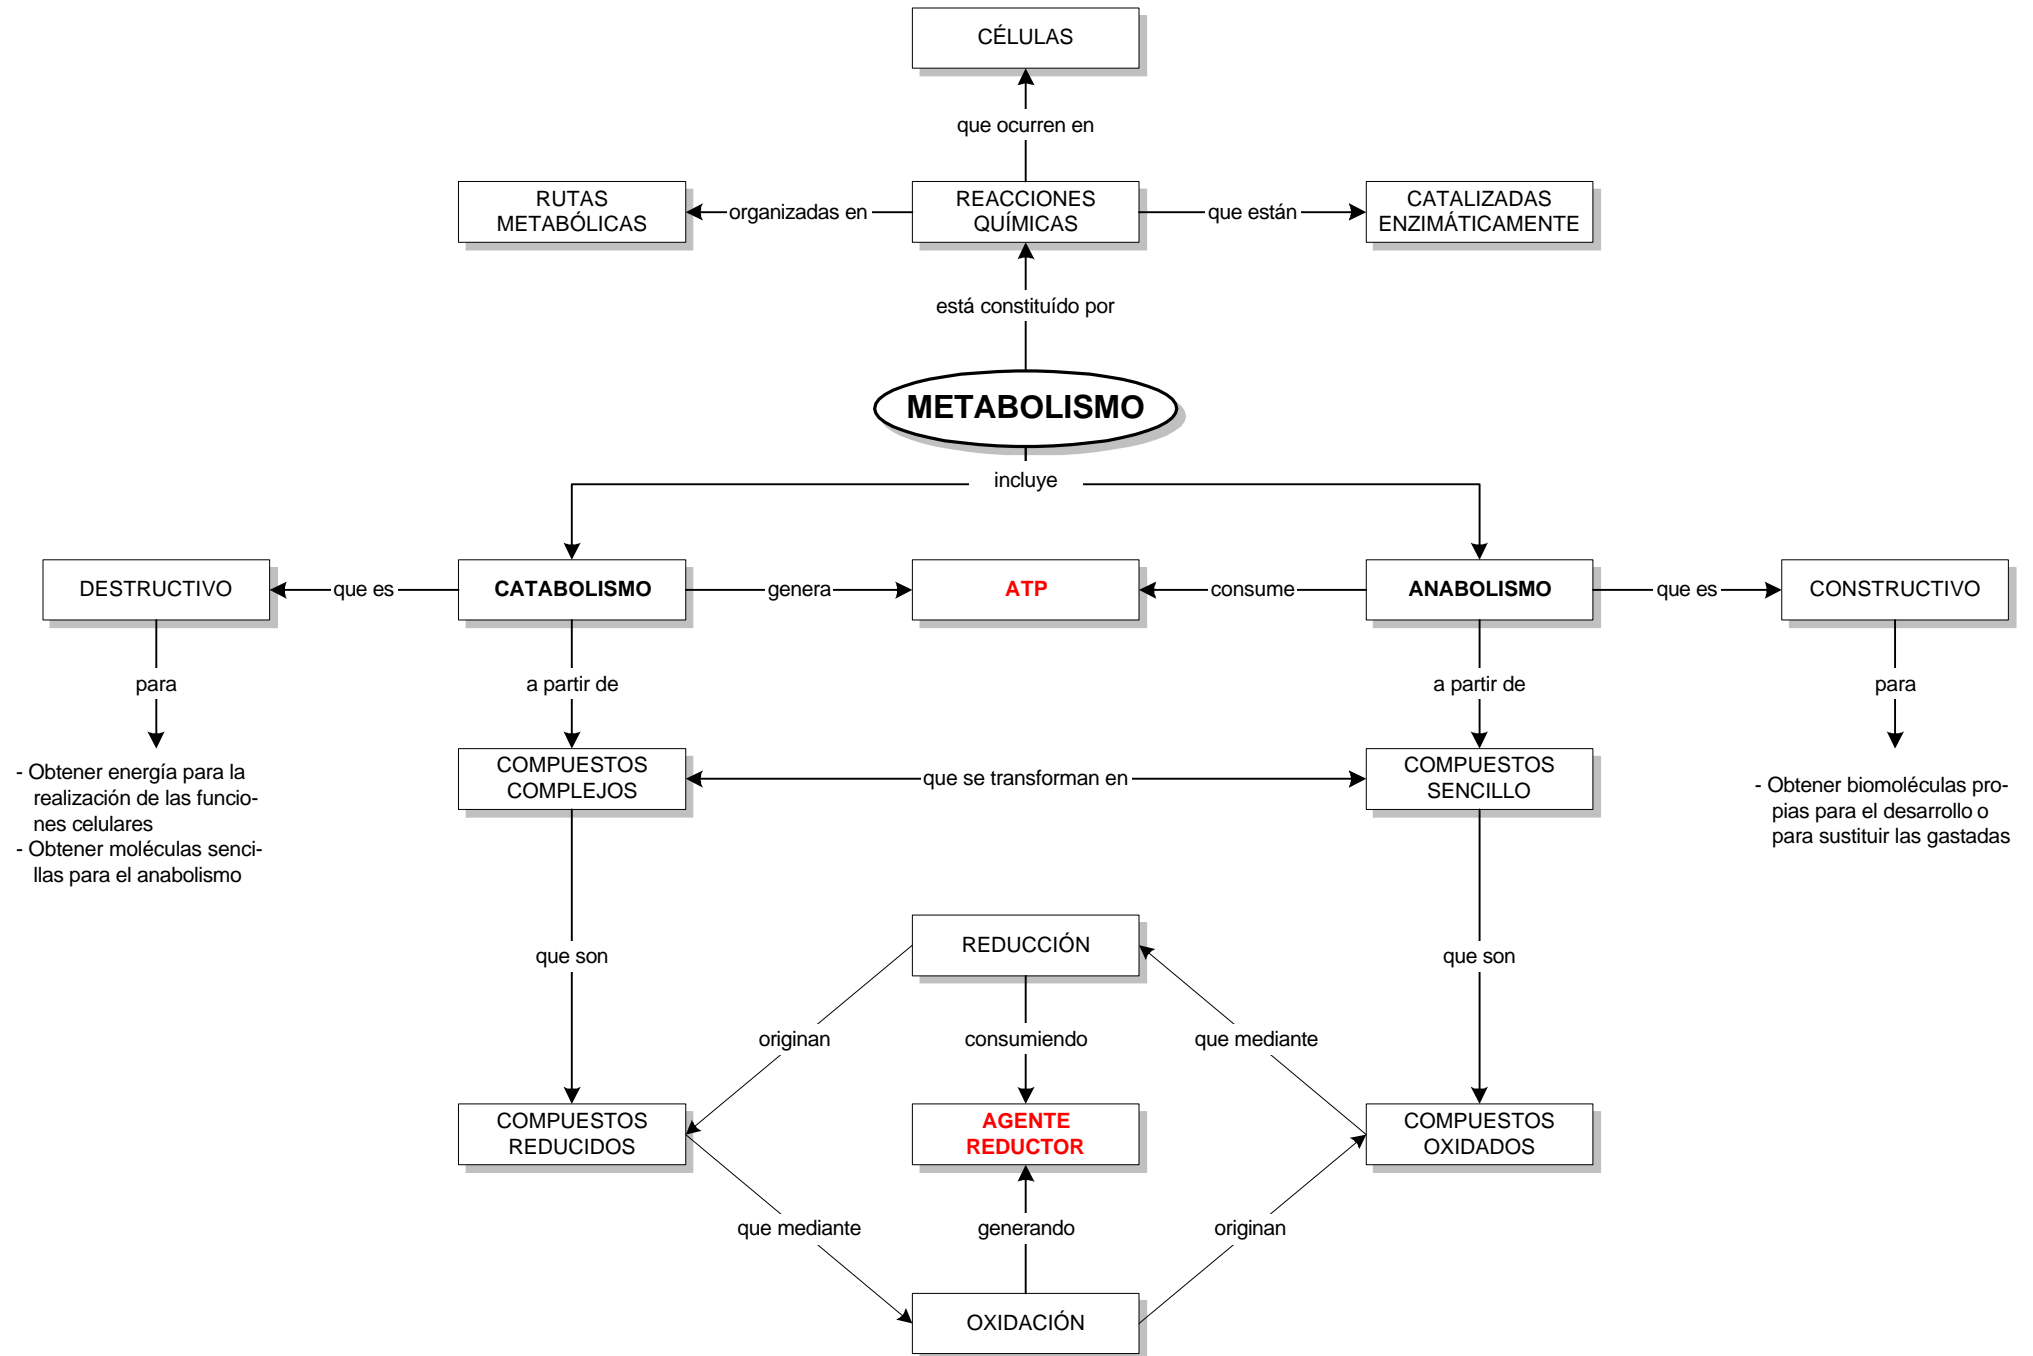 CÉLULAS
que ocurren en
RUTAS
METABÓLICAS
organizadas en
REACCIONES
QUÍMICAS
que están
CATALIZADAS
ENZIMÁTICAMENTE
está constituído por
METABOLISMO
incluye
DESTRUCTIVO
que es
CATABOLISMO
genera
ATP
consume
ANABOLISMO
que es
CONSTRUCTIVO
para
a partir de
a partir de
para
- Obtener energía para la
realización de las funcio-
nes celulares
- Obtener moléculas senci-
llas para el anabolismo
COMPUESTOS
COMPLEJOS
que se transforman en
COMPUESTOS
SENCILLO
- Obtener biomoléculas pro-
pias para el desarrollo o
para sustituir las gastadas
que son
REDUCCIÓN
que son
originan
consumiendo
que mediante
COMPUESTOS
REDUCIDOS
AGENTE
REDUCTOR
COMPUESTOS
OXIDADOS
que mediante
generando
originan
OXIDACIÓN